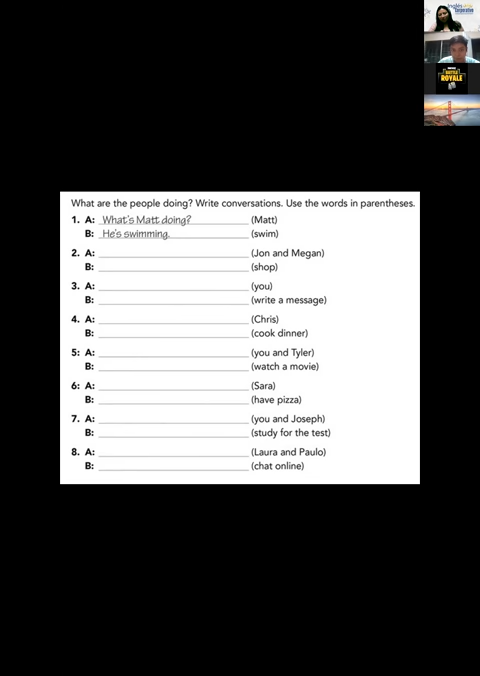 Inglés
Corporativo
BATTLE
ROYALE
What are the people doing? Write conversations. Use the words in parentheses.
1. A: What's Matt doing? (Matt)
B: He's swimming. (swim)
2. A: (Jon and Megan)
B: (shop)
3. A: (you)
B: (write a message)
4. A: (Chris)
B: (cook dinner)
5: A: (you and Tyler)
B: (watch a movie)
6: A: (Sara)
B: (have pizza)
7. A: (you and Joseph)
B: (study for the test)
8. A: (Laura and Paulo)
B: (chat online)